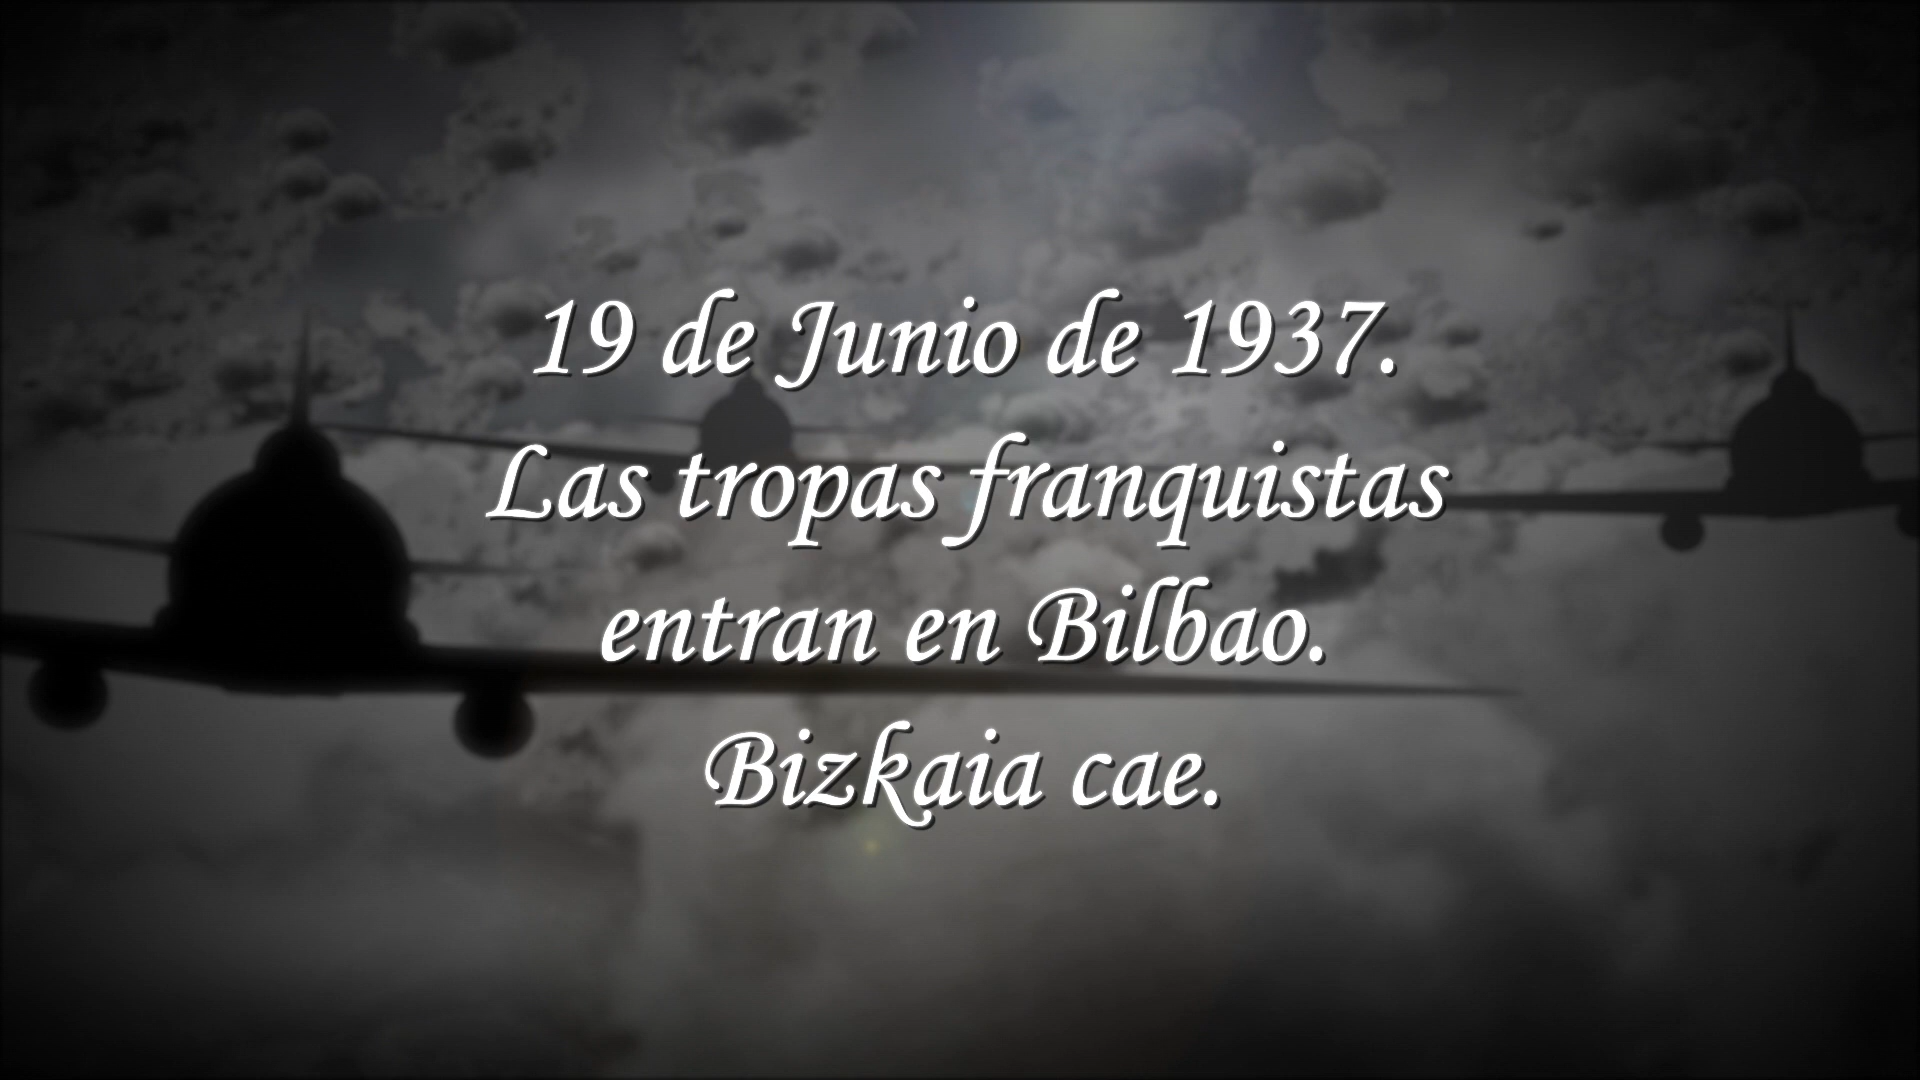 19 de Junio de 1937.
Las tropas franquistas
entran en Bilbao.
Bizkaia cae.